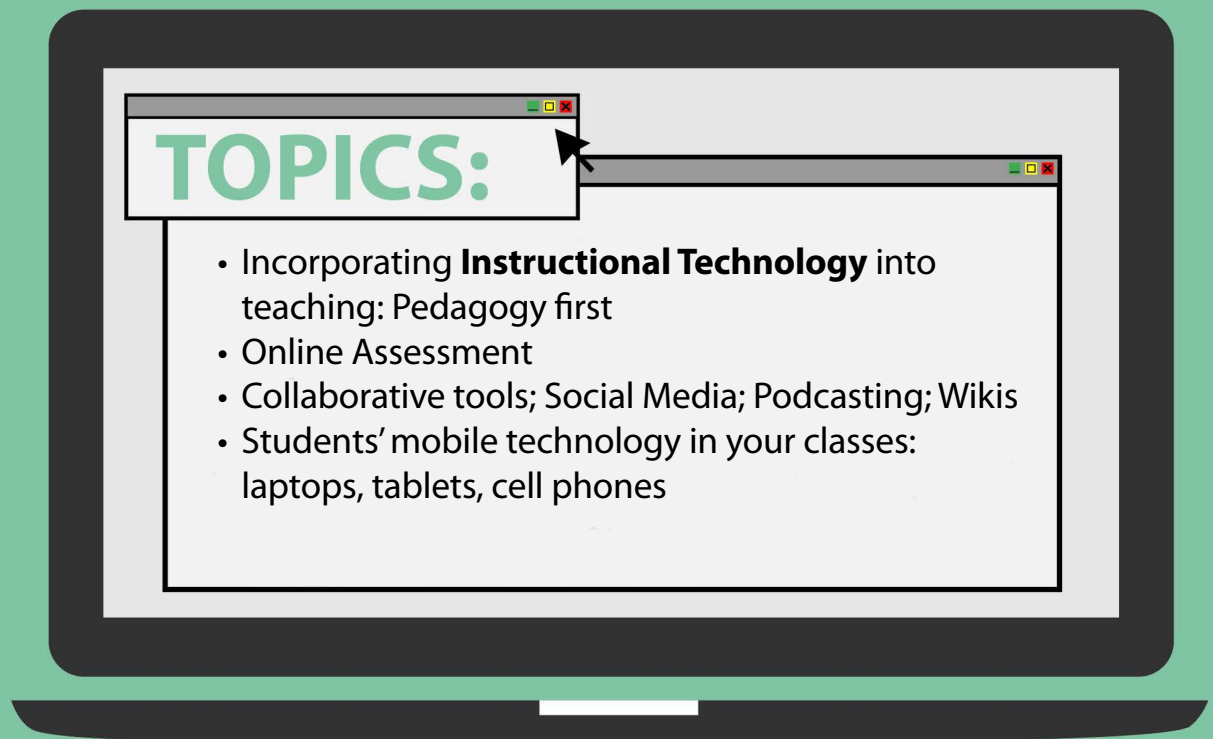 TOPICS:
• Incorporating Instructional Technology into
teaching: Pedagogy first
• Online Assessment
• Collaborative tools; Social Media; Podcasting; Wikis
• Students’ mobile technology in your classes:
laptops, tablets, cell phones